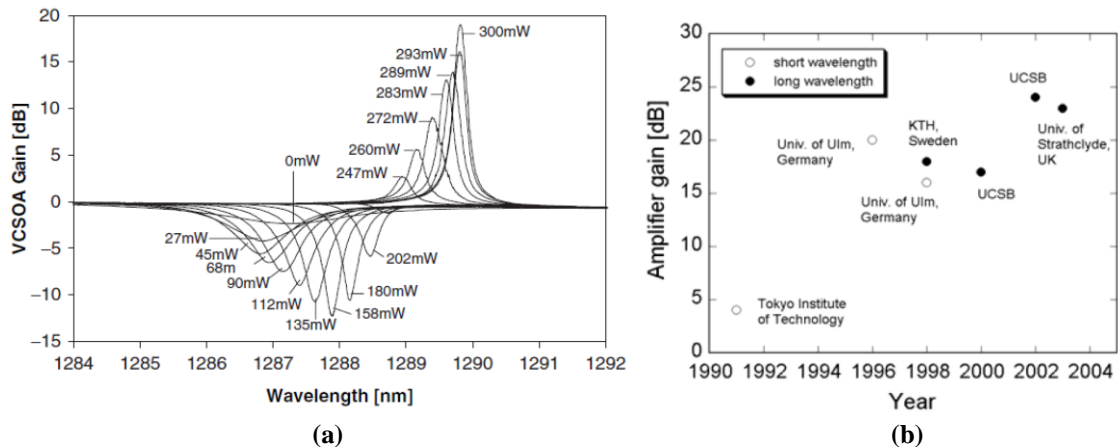 20
15
10
5
0
–5
–10
–15
VCSOA Gain [dB]
300mW
293mW
289mW
283mW
272mW
260mW
247mW
0mW
27mW
45mW
68m
90mW
112mW
135mW
158mW
180mW
202mW
1284 1285 1286 1287 1288 1289 1290 1291 1292
Wavelength [nm]
(a)
30
25
20
15
10
5
0
Amplifier gain [dB]
short wavelength
long wavelength
UCSB
Univ. of
Strathclyde,
UK
KTH,
Sweden
Univ. of Ulm,
Germany
UCSB
Univ. of Ulm,
Germany
Tokyo Institute
of Technology
1990 1992 1994 1996 1998 2000 2002 2004
Year
(b)